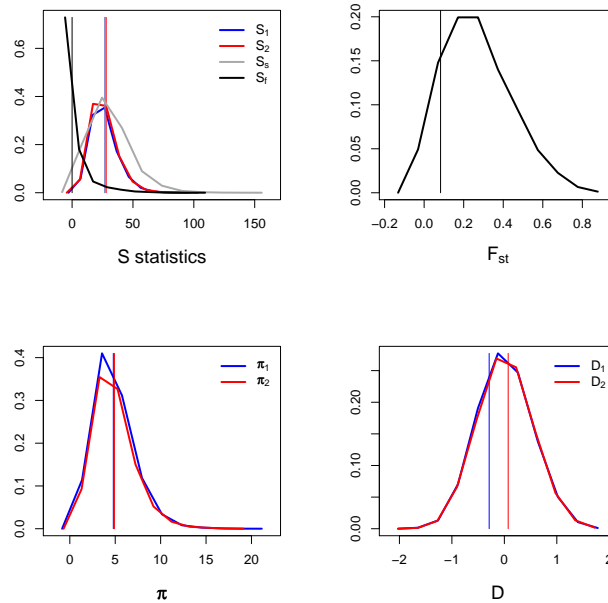 0.0 0.2 0.4 0.6
S₁
S₂
Sₛ
S_f
0 50 100 150
S statistics
0.00 0.05 0.10 0.15 0.20
−0.2 0.0 0.2 0.4 0.6 0.8
F_st
0.0 0.1 0.2 0.3 0.4
π₁
π₂
0 5 10 15 20
π
0.00 0.10 0.20
D₁
D₂
−2 −1 0 1 2
D